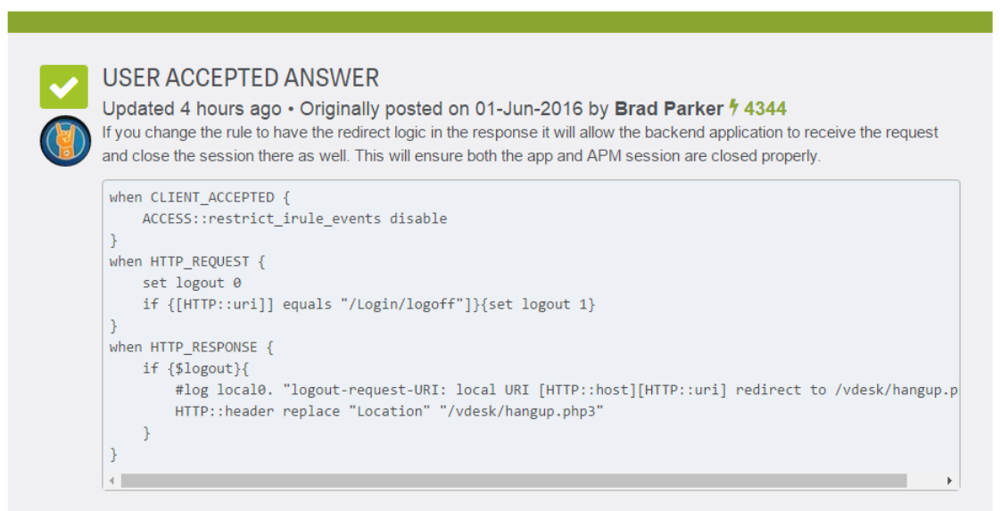 USER ACCEPTED ANSWER
Updated 4 hours ago • Originally posted on 01-Jun-2016 by Brad Parker 4344
If you change the rule to have the redirect logic in the response it will allow the backend application to receive the request
and close the session there as well. This will ensure both the app and APM session are closed properly.
when CLIENT_ACCEPTED {
    ACCESS::restrict_irule_events disable
}
when HTTP_REQUEST {
    set logout 0
    if {[HTTP::uri]] equals "/Login/logoff"]}{set logout 1}
}
when HTTP_RESPONSE {
    if {$logout}{
        #log local0. "logout-request-URI: local URI [HTTP::host][HTTP::uri] redirect to /vdesk/hangup.p
        HTTP::header replace "Location" "/vdesk/hangup.php3"
    }
}